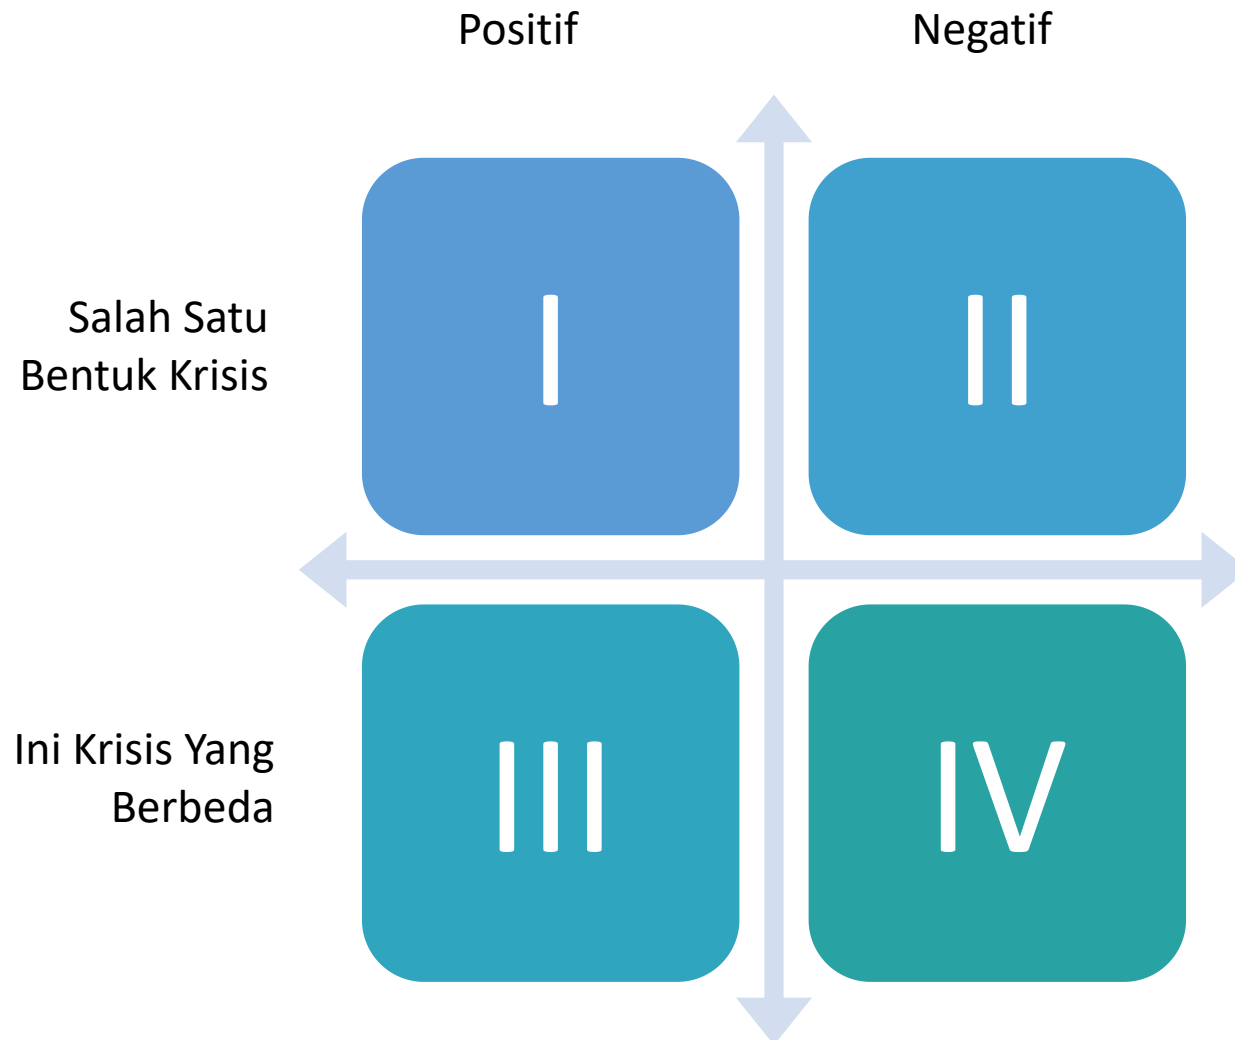 Positif
Negatif
Salah Satu
Bentuk Krisis
I
II
Ini Krisis Yang
Berbeda
III
IV